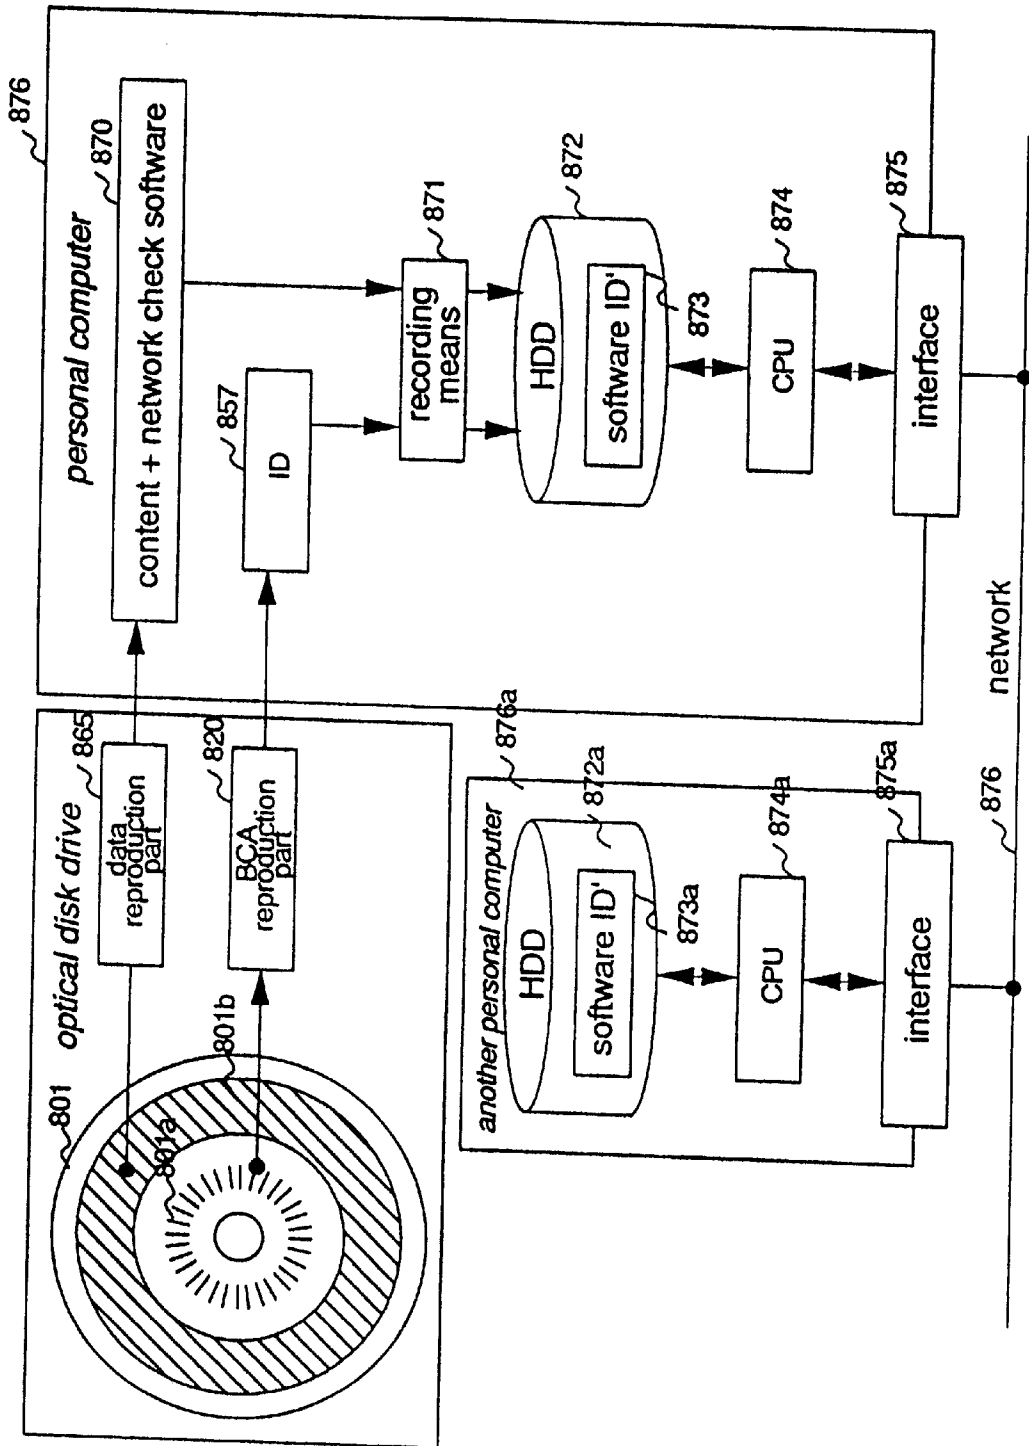 optical disk drive
801
801b
801a
data
reproduction
part
865
BCA
reproduction
part
820
personal computer
876
870
content + network check software
857
ID
871
recording
means
872
HDD
software ID'
873
874
CPU
875
interface
another personal computer
876a
HDD
872a
software ID'
873a
874a
CPU
875a
interface
876
network